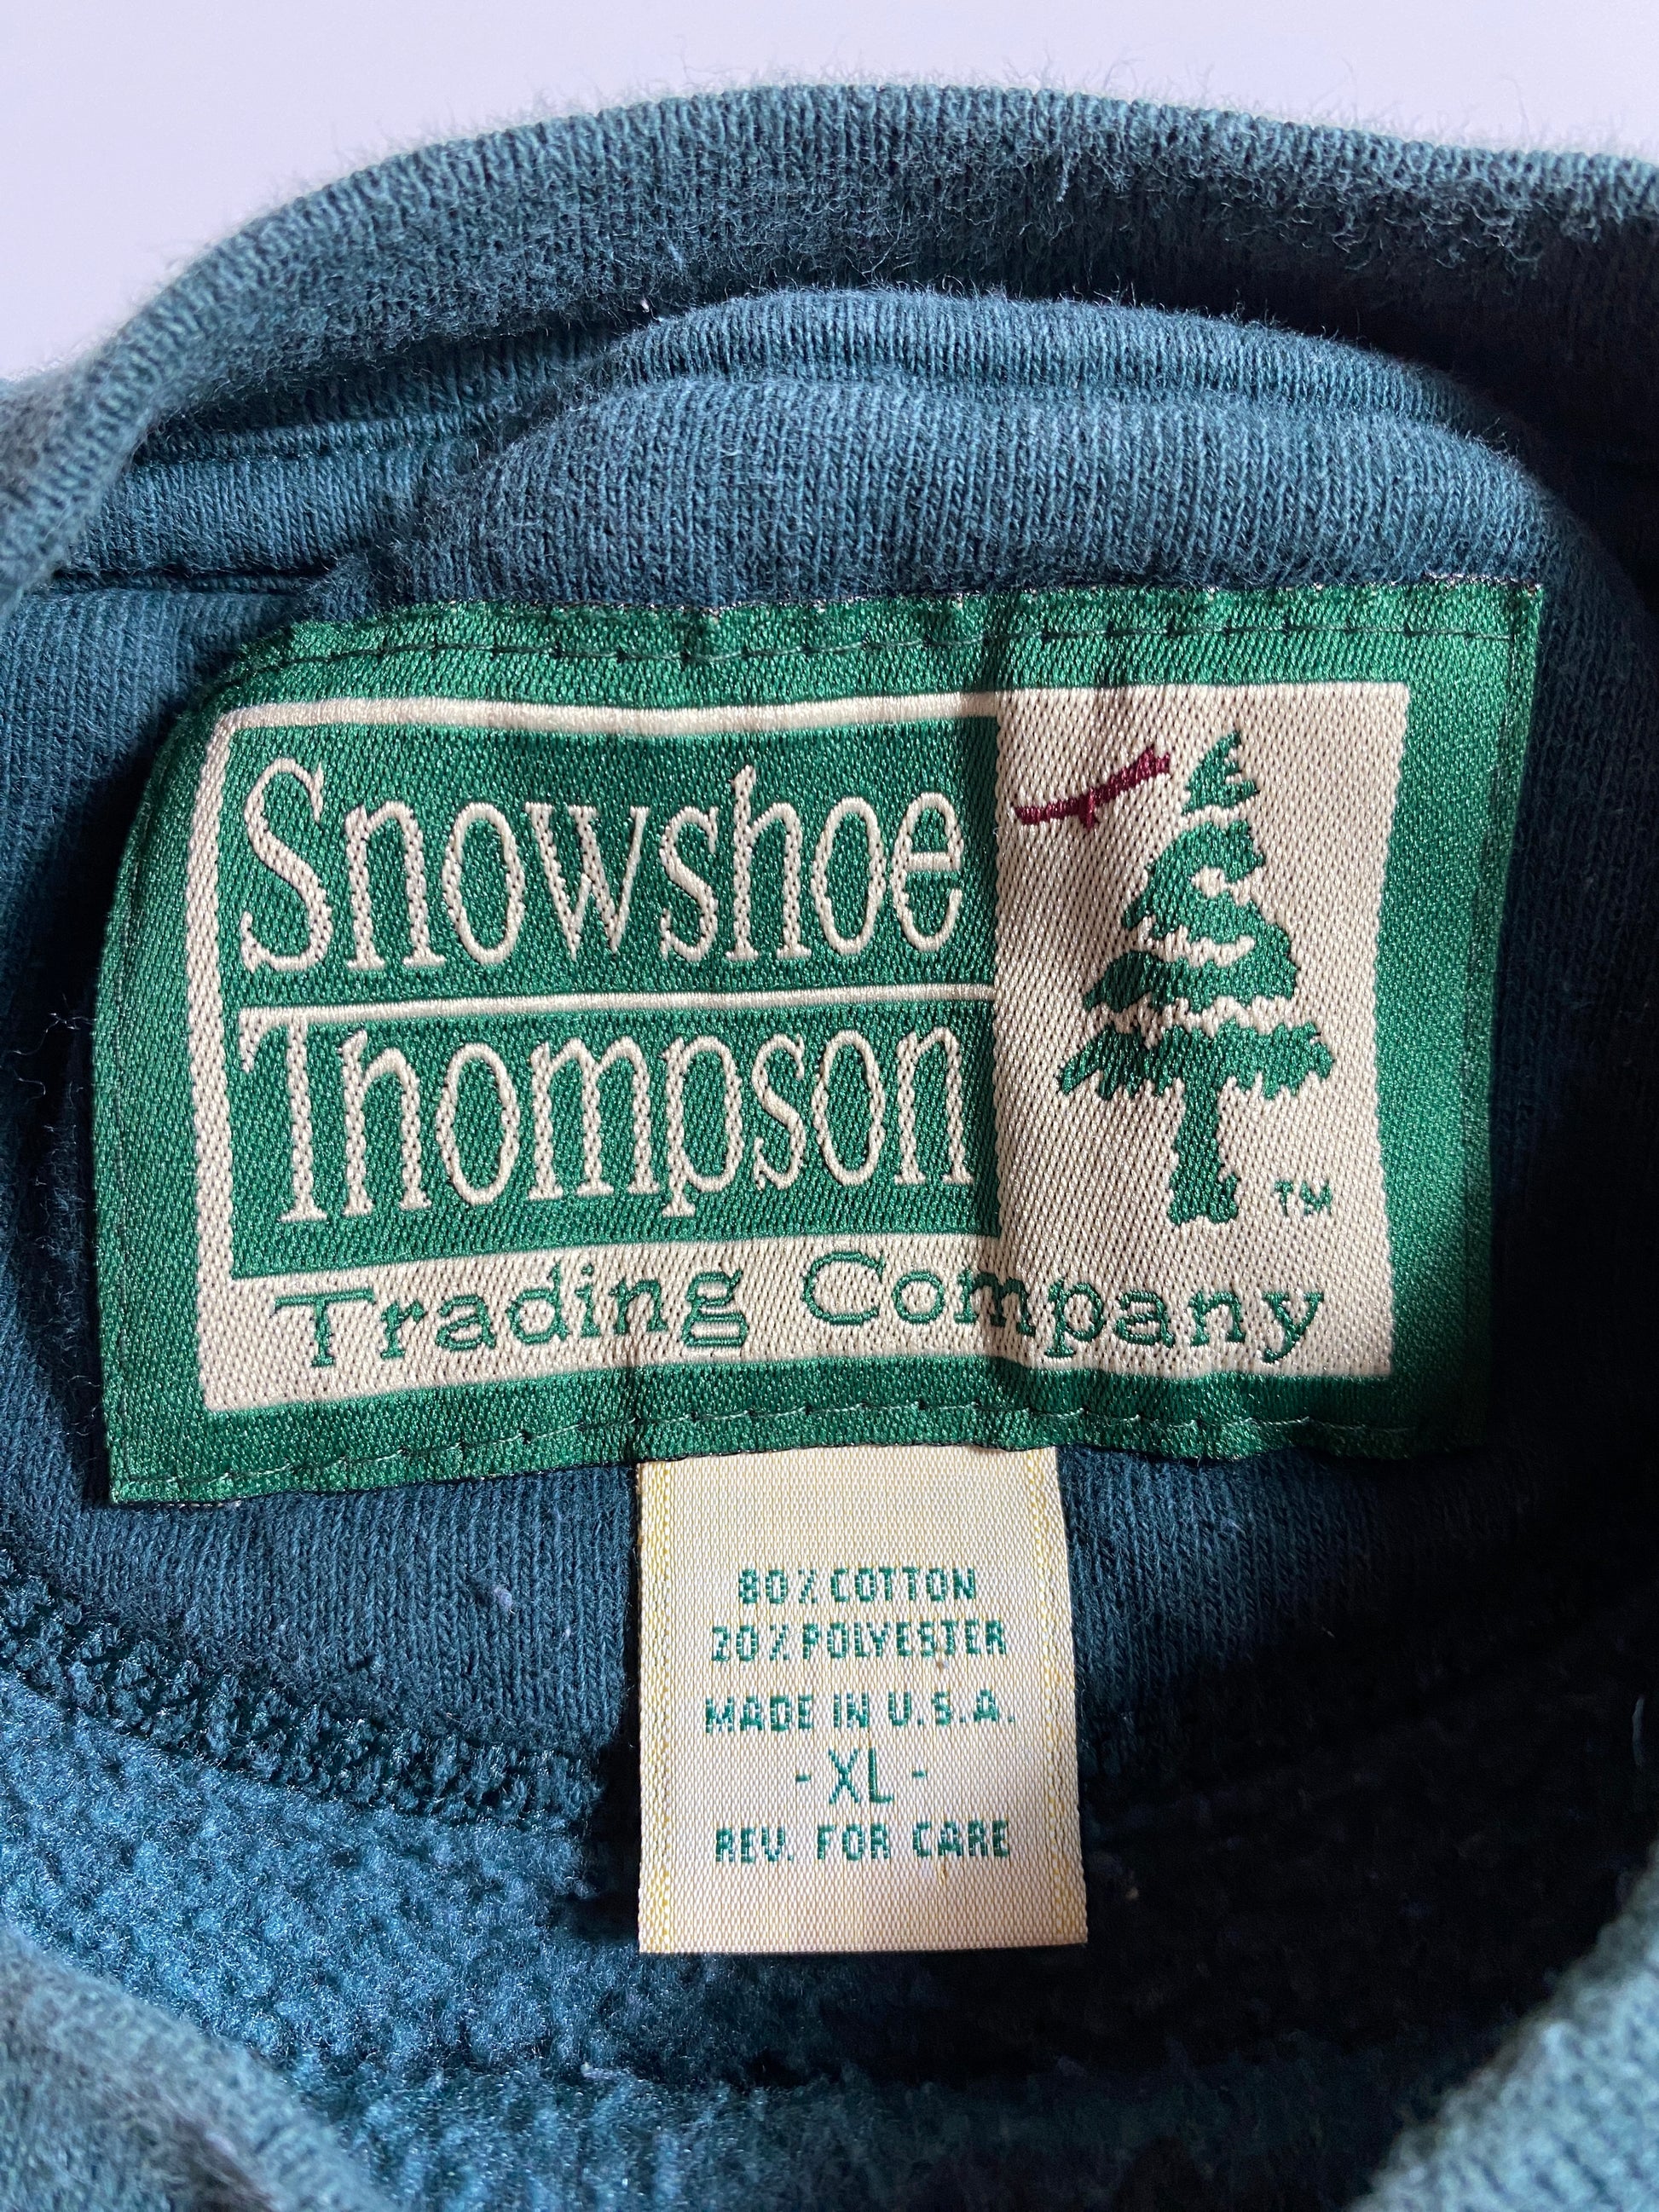 Snowshoe
Thompson
TM
Trading Company
80% COTTON
20% POLYESTER
MADE IN U.S.A.
- XL -
REV. FOR CARE